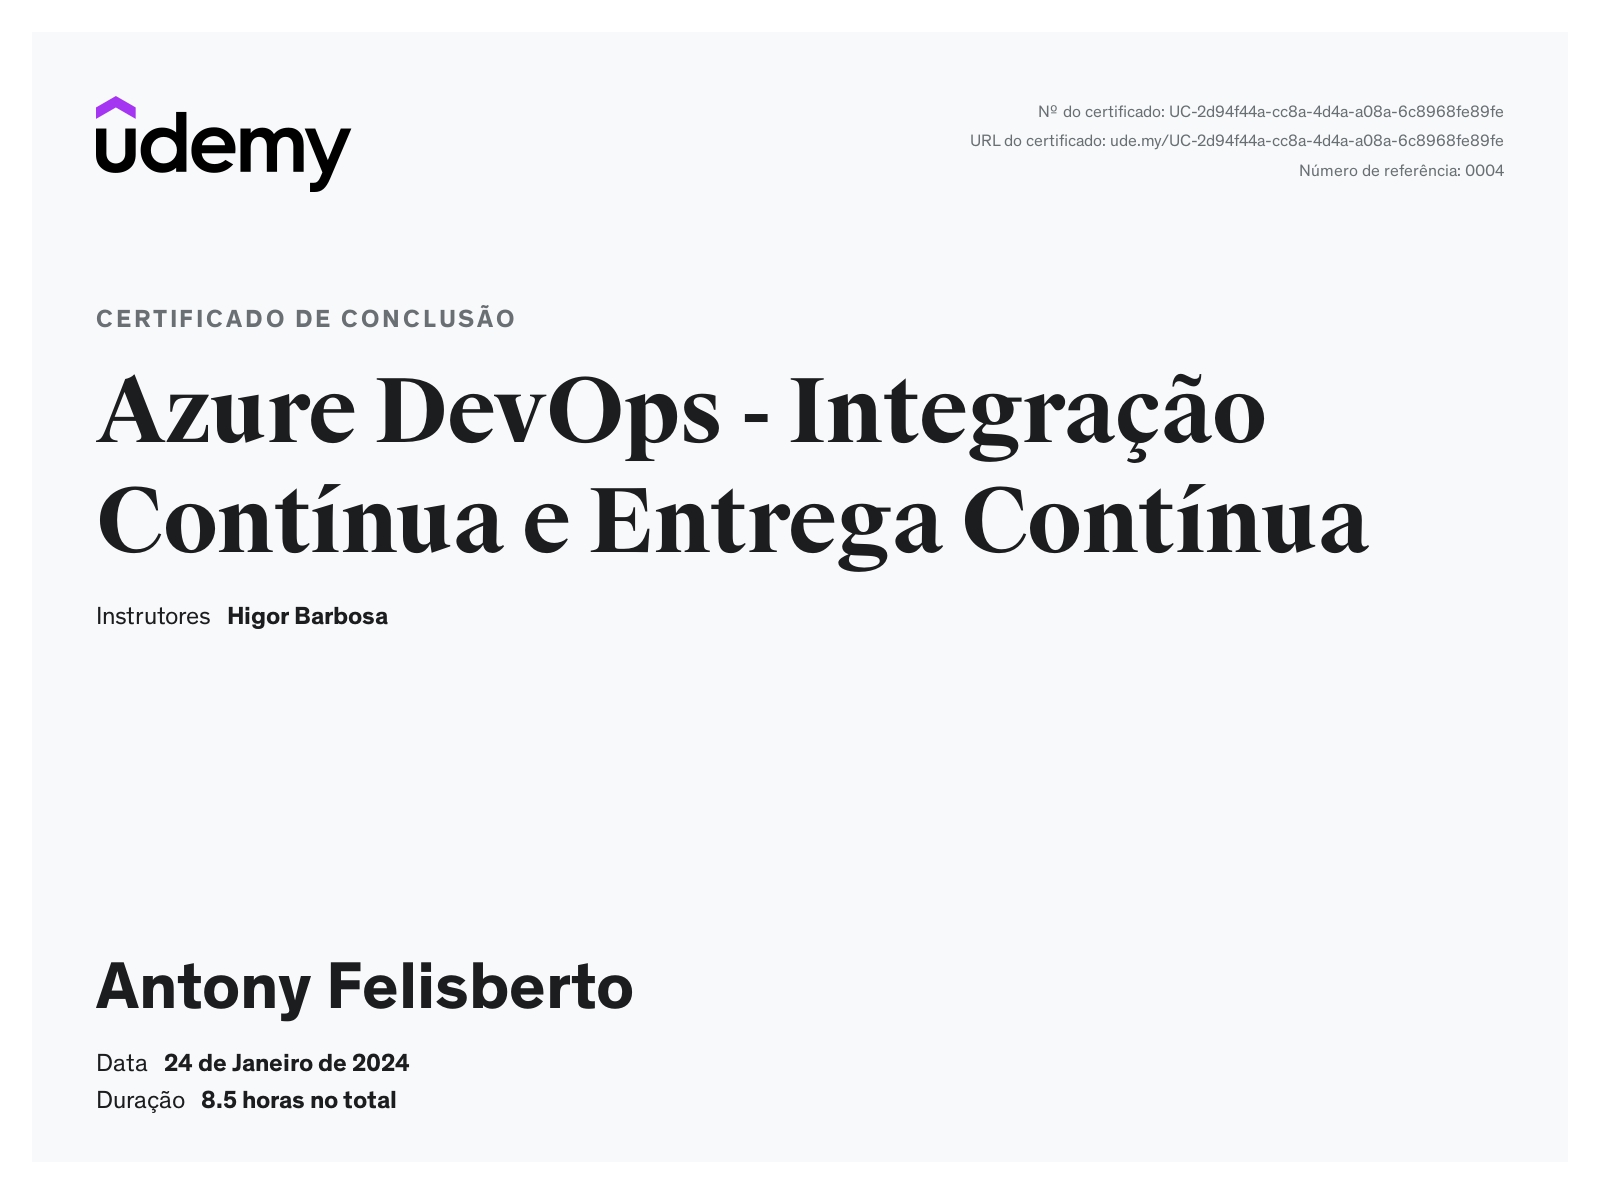 udemy
Nº do certificado: UC-2d94f44a-cc8a-4d4a-a08a-6c8968fe89fe
URL do certificado: ude.my/UC-2d94f44a-cc8a-4d4a-a08a-6c8968fe89fe
Número de referência: 0004
CERTIFICADO DE CONCLUSÃO
Azure DevOps - Integração
Contínua e Entrega Contínua
Instrutores Higor Barbosa
Antony Felisberto
Data 24 de Janeiro de 2024
Duração 8.5 horas no total